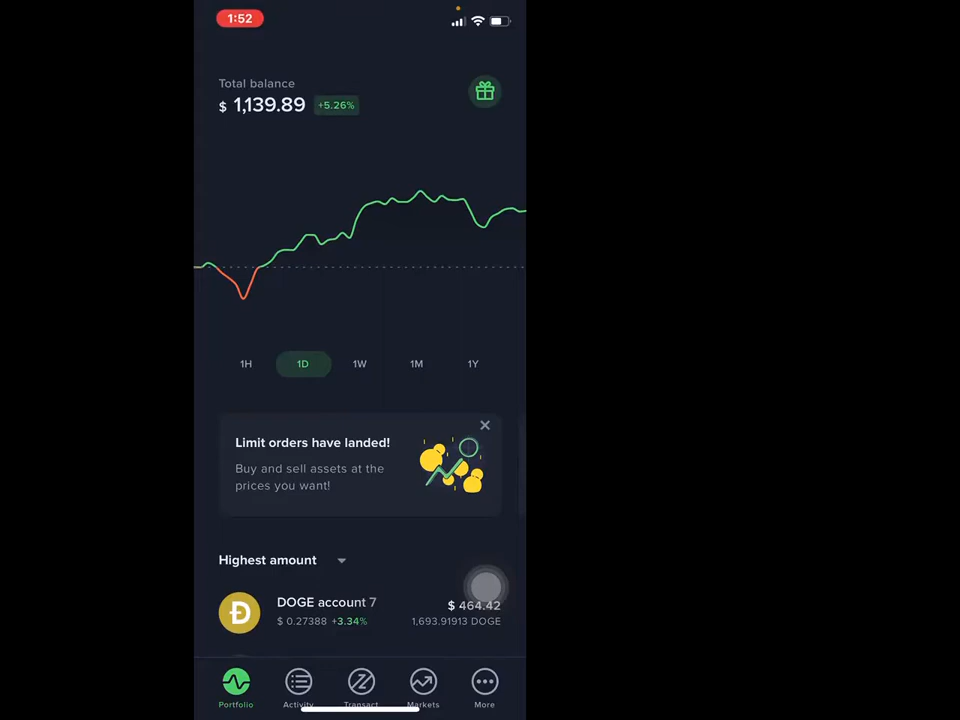 1:52
Total balance
$ 1,139.89 +5.26%
1H 1D 1W 1M 1Y
Limit orders have landed!
Buy and sell assets at the
prices you want!
Highest amount
DOGE account 7 $ 464.42
$ 0.27388 +3.34% 1,693.91913 DOGE
Portfolio Activity Transact Markets More